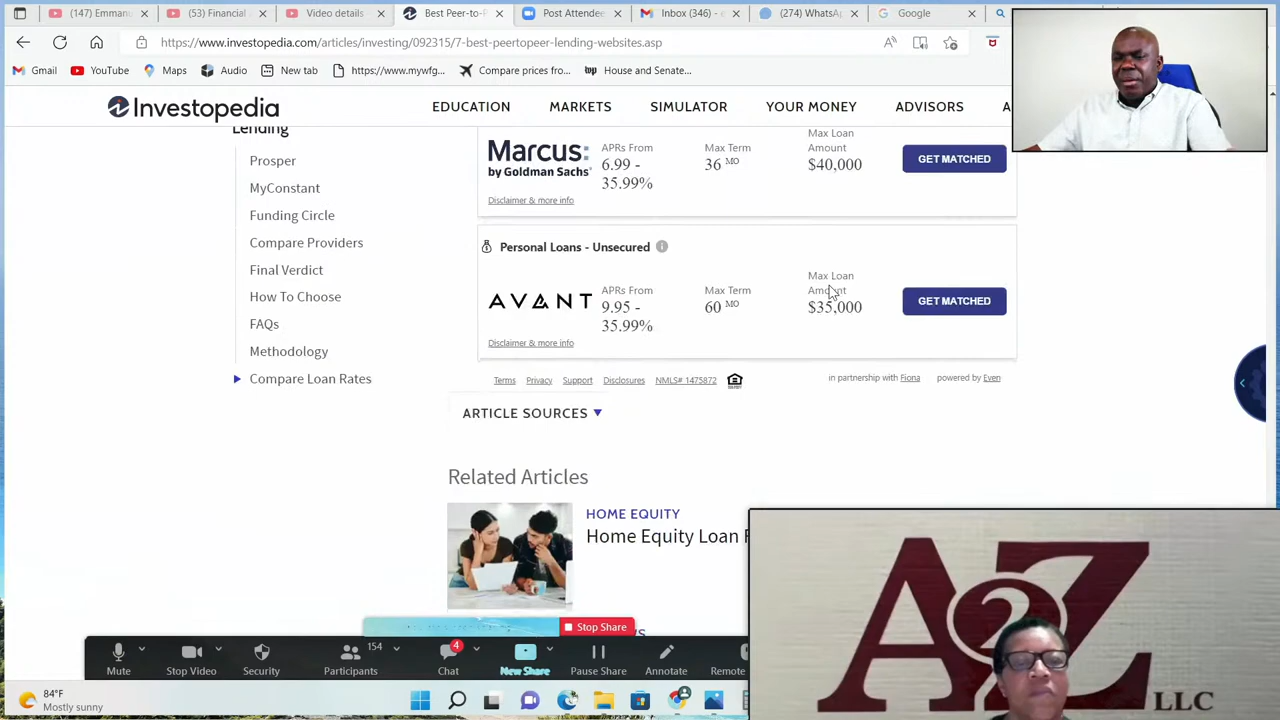 (147) Emmanu
(53) Financial
Video details
Best Peer-to-P
Post Attendee
Inbox (346) - e
(274) WhatsAp
Google
https://www.investopedia.com/articles/investing/092315/7-best-peertopeer-lending-websites.asp
Gmail
YouTube
Maps
Audio
New tab
https://www.mywfg...
Compare prices fro...
House and Senate...
Investopedia
EDUCATION
MARKETS
SIMULATOR
YOUR MONEY
ADVISORS
A
Lending
Prosper
MyConstant
Funding Circle
Compare Providers
Final Verdict
How To Choose
FAQs
Methodology
Compare Loan Rates
Marcus:
by Goldman Sachs
APRs From
6.99 -
35.99%
Max Term
36 MO
Max Loan
Amount
$40,000
GET MATCHED
Disclaimer & more info
Personal Loans - Unsecured
AVANT
APRs From
9.95 -
35.99%
Max Term
60 MO
Max Loan
Amount
$35,000
GET MATCHED
Disclaimer & more info
Terms
Privacy
Support
Disclosures
NMLS# 1475872
in partnership with Fiona
powered by Even
ARTICLE SOURCES
Related Articles
HOME EQUITY
Home Equity Loan
Stop Share
Mute
Stop Video
Security
154
Participants
4
Chat
New Share
Pause Share
Annotate
Remote
84°F
Mostly sunny
A2Z
LLC